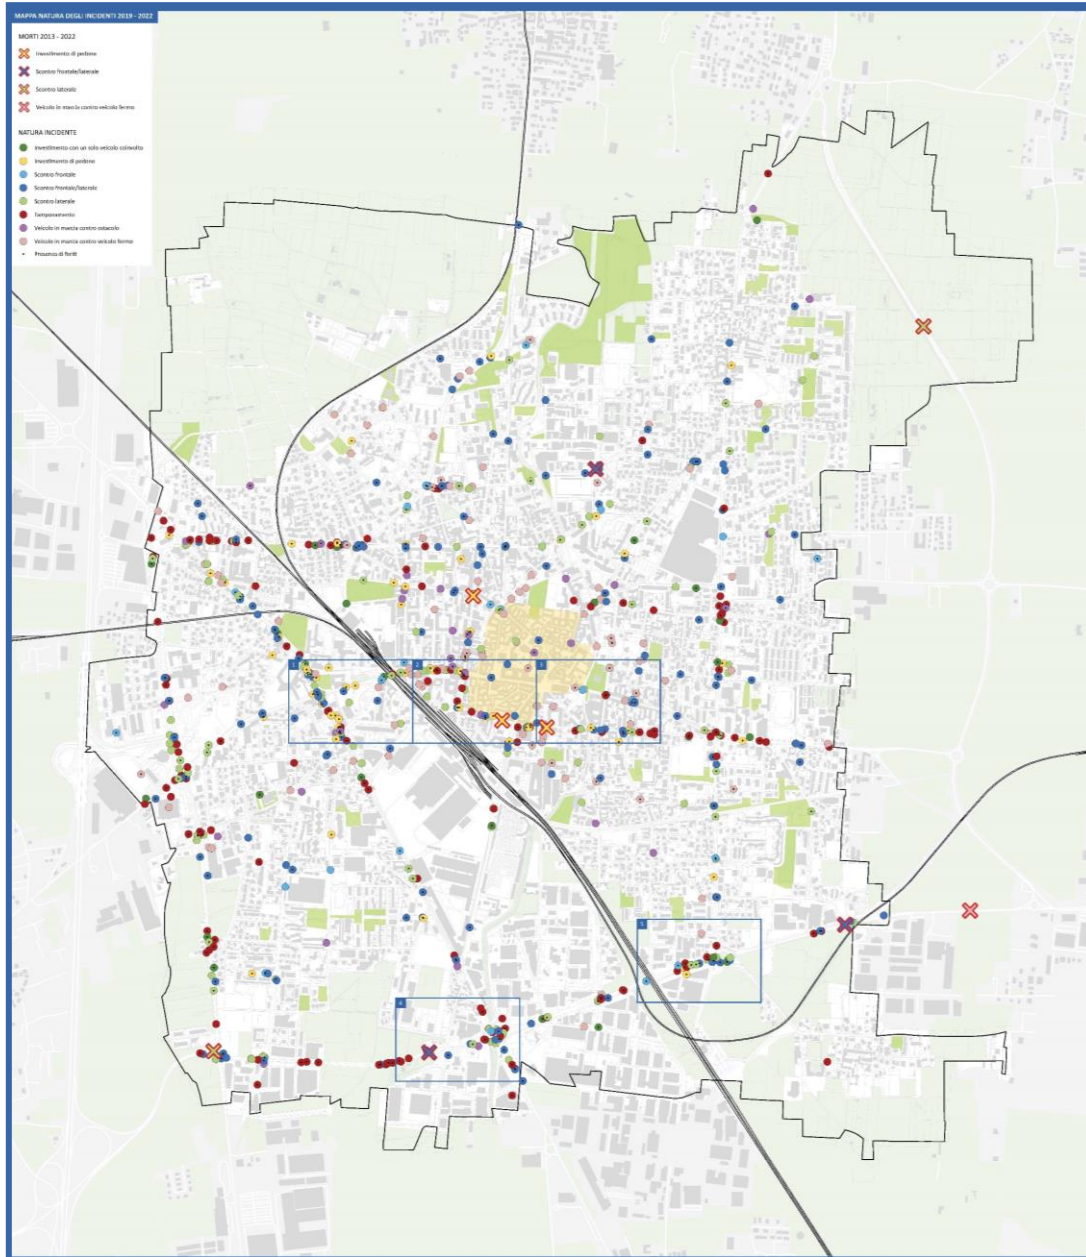 MAPPA NATURA DEGLI INCIDENTI 2019 - 2022
MORTI 2013 - 2022
Investimento di pedone
Scontro frontale/laterale
Scontro laterale
Veicolo in marcia contro veicolo fermo
NATURA INCIDENTE
Investimento con un solo veicolo coinvolto
Investimento di pedone
Scontro frontale
Scontro frontale/laterale
Scontro laterale
Tamponamento
Veicolo in marcia contro ostacolo
Veicolo in marcia contro veicolo fermo
Presenza di feriti
1
2
3
5
4